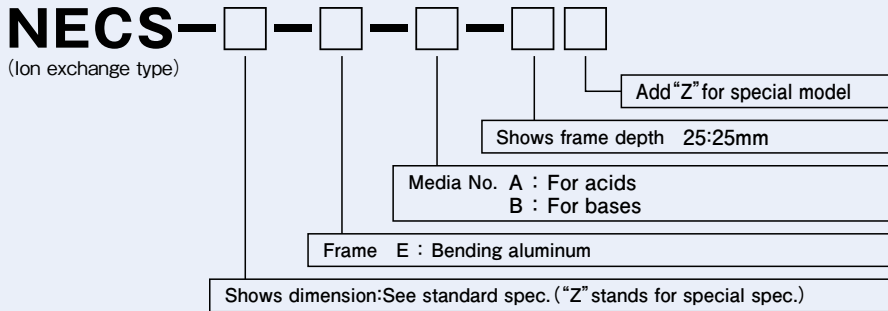 NECS-□-□-□-□□
(Ion exchange type)
Add“Z”for special model
Shows frame depth 25:25mm
Media No. A : For acids
B : For bases
Frame E : Bending aluminum
Shows dimension:See standard spec.(“Z”stands for special spec.)